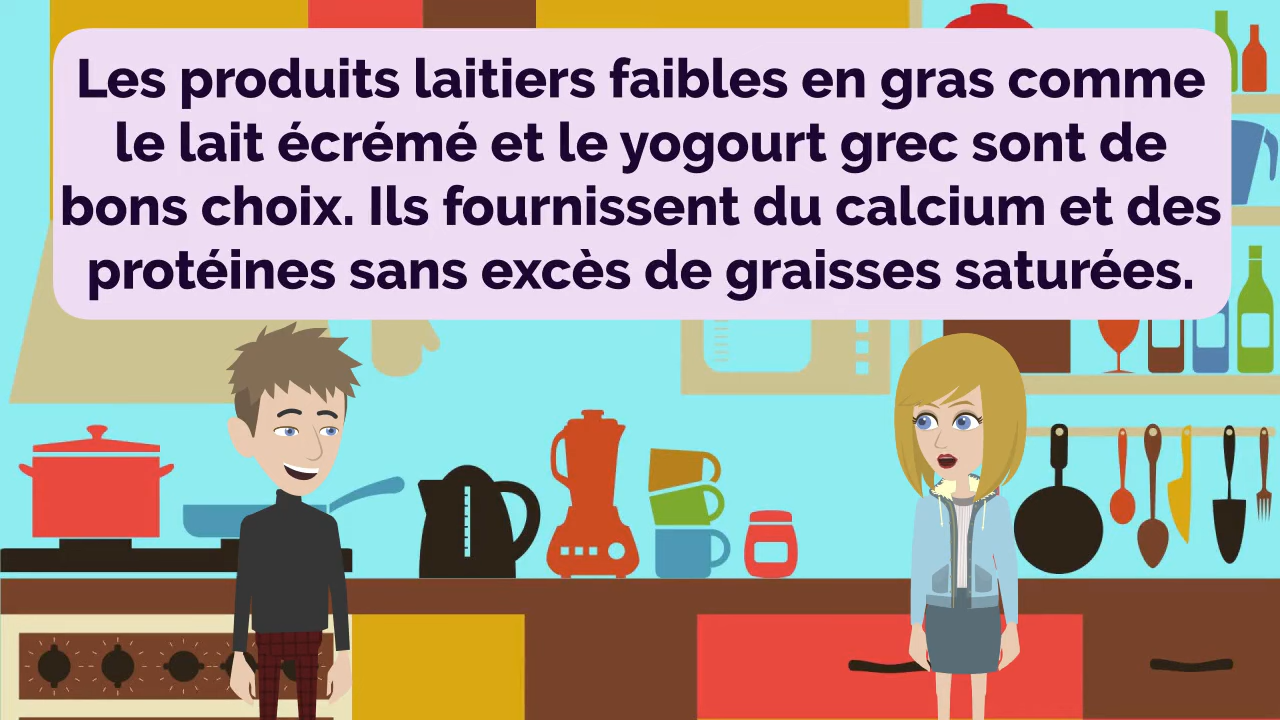 Les produits laitiers faibles en gras comme
le lait écrémé et le yogourt grec sont de
bons choix. Ils fournissent du calcium et des
protéines sans excès de graisses saturées.